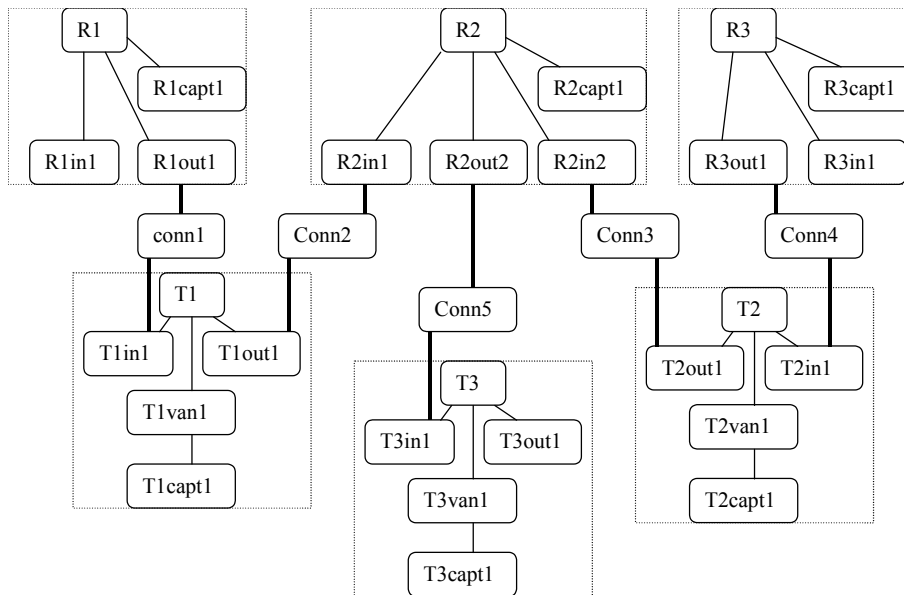 R1
R2
R3
R1capt1
R2capt1
R3capt1
R1in1
R1out1
R2in1
R2out2
R2in2
R3out1
R3in1
conn1
Conn2
Conn3
Conn4
T1
Conn5
T2
T1in1
T1out1
T2out1
T2in1
T3
T1van1
T2van1
T3in1
T3out1
T1capt1
T3van1
T2capt1
T3capt1